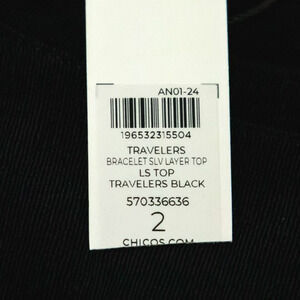 AN01-24
196532315504
TRAVELERS
BRACELET SLV LAYER TOP
LS TOP
TRAVELERS BLACK
570336636
2
CHICOS.COM